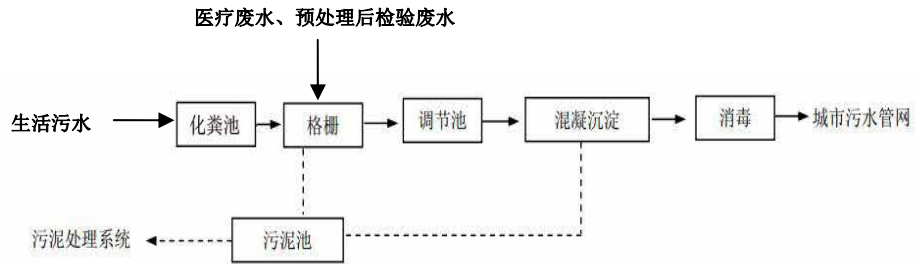 医疗废水、预处理后检验废水
生活污水
化粪池
格栅
调节池
混凝沉淀
消毒
城市污水管网
污泥处理系统
污泥池